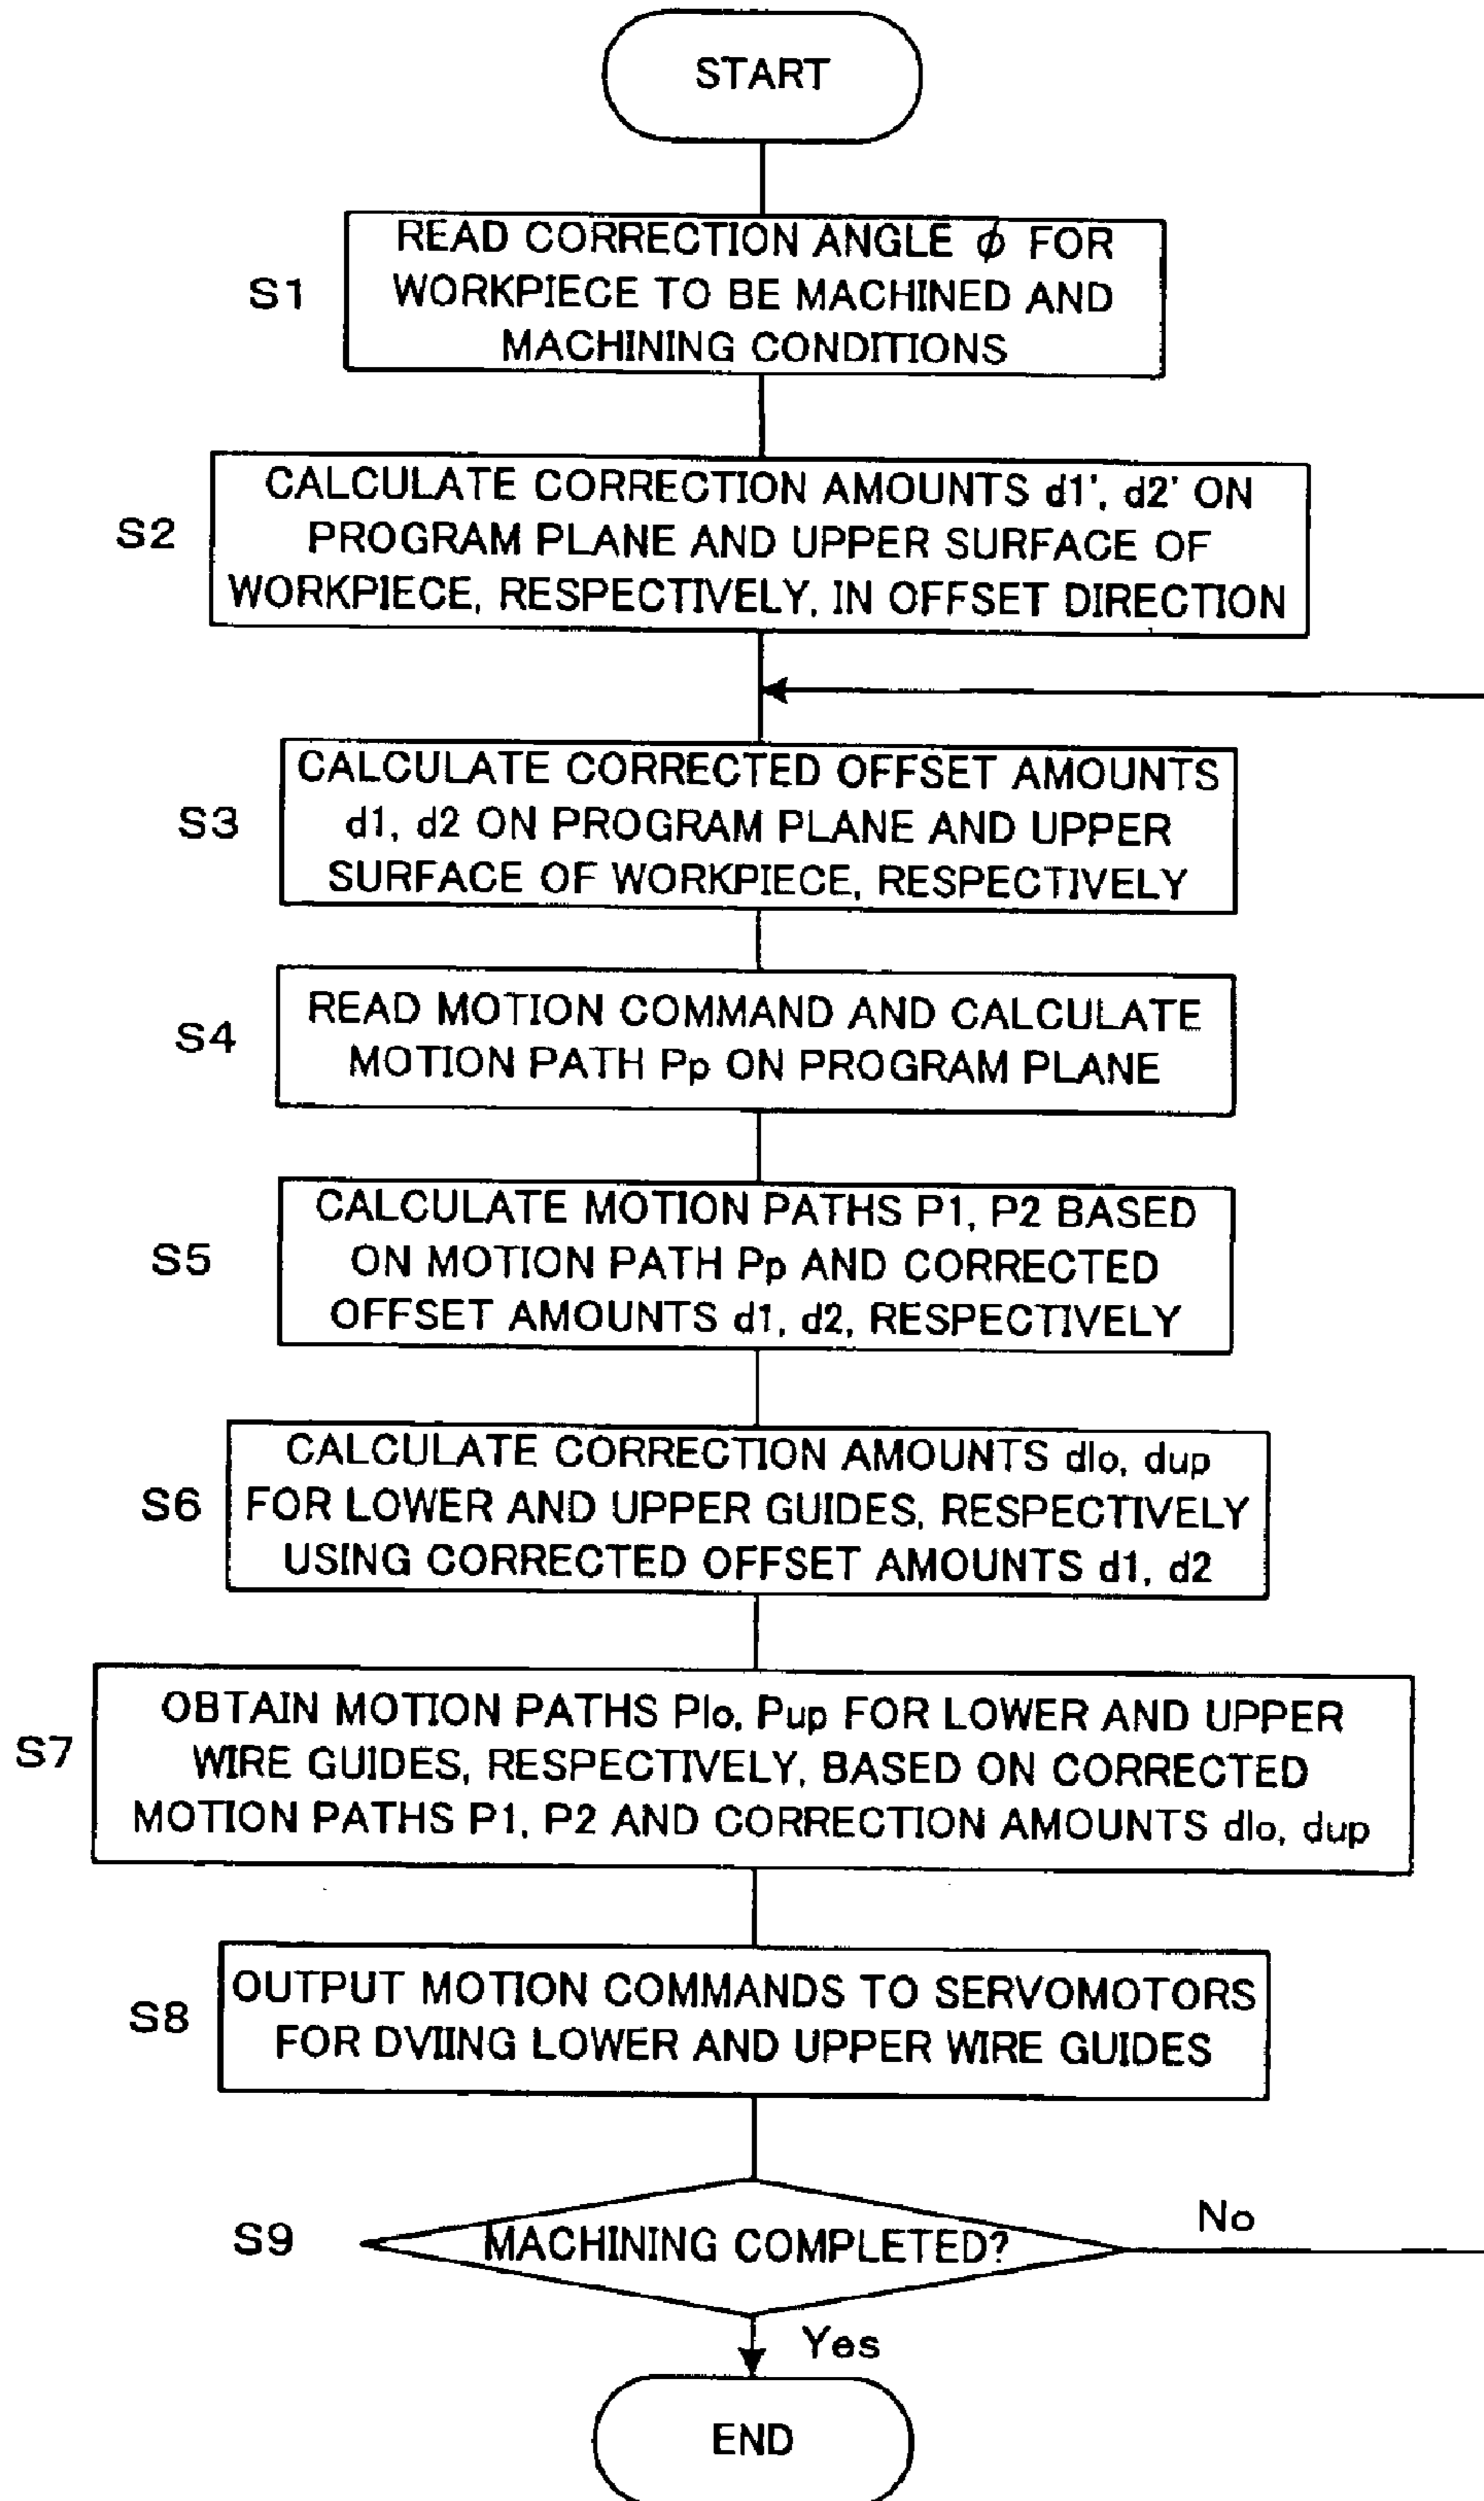 START
S1
READ CORRECTION ANGLE ϕ FOR
WORKPIECE TO BE MACHINED AND
MACHINING CONDITIONS
S2
CALCULATE CORRECTION AMOUNTS d1', d2' ON
PROGRAM PLANE AND UPPER SURFACE OF
WORKPIECE, RESPECTIVELY, IN OFFSET DIRECTION
S3
CALCULATE CORRECTED OFFSET AMOUNTS
d1, d2 ON PROGRAM PLANE AND UPPER
SURFACE OF WORKPIECE, RESPECTIVELY
S4
READ MOTION COMMAND AND CALCULATE
MOTION PATH Pp ON PROGRAM PLANE
S5
CALCULATE MOTION PATHS P1, P2 BASED
ON MOTION PATH Pp AND CORRECTED
OFFSET AMOUNTS d1, d2, RESPECTIVELY
S6
CALCULATE CORRECTION AMOUNTS dlo, dup
FOR LOWER AND UPPER GUIDES, RESPECTIVELY
USING CORRECTED OFFSET AMOUNTS d1, d2
S7
OBTAIN MOTION PATHS Plo, Pup FOR LOWER AND UPPER
WIRE GUIDES, RESPECTIVELY, BASED ON CORRECTED
MOTION PATHS P1, P2 AND CORRECTION AMOUNTS dlo, dup
S8
OUTPUT MOTION COMMANDS TO SERVOMOTORS
FOR DVIING LOWER AND UPPER WIRE GUIDES
S9
MACHINING COMPLETED?
No
Yes
END